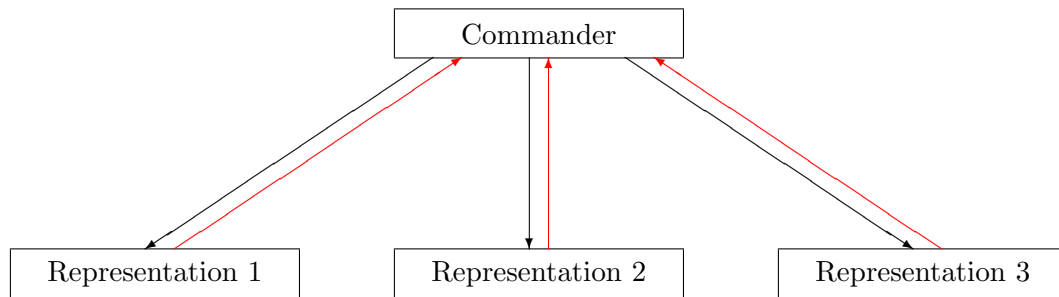 Commander
Representation 1
Representation 2
Representation 3